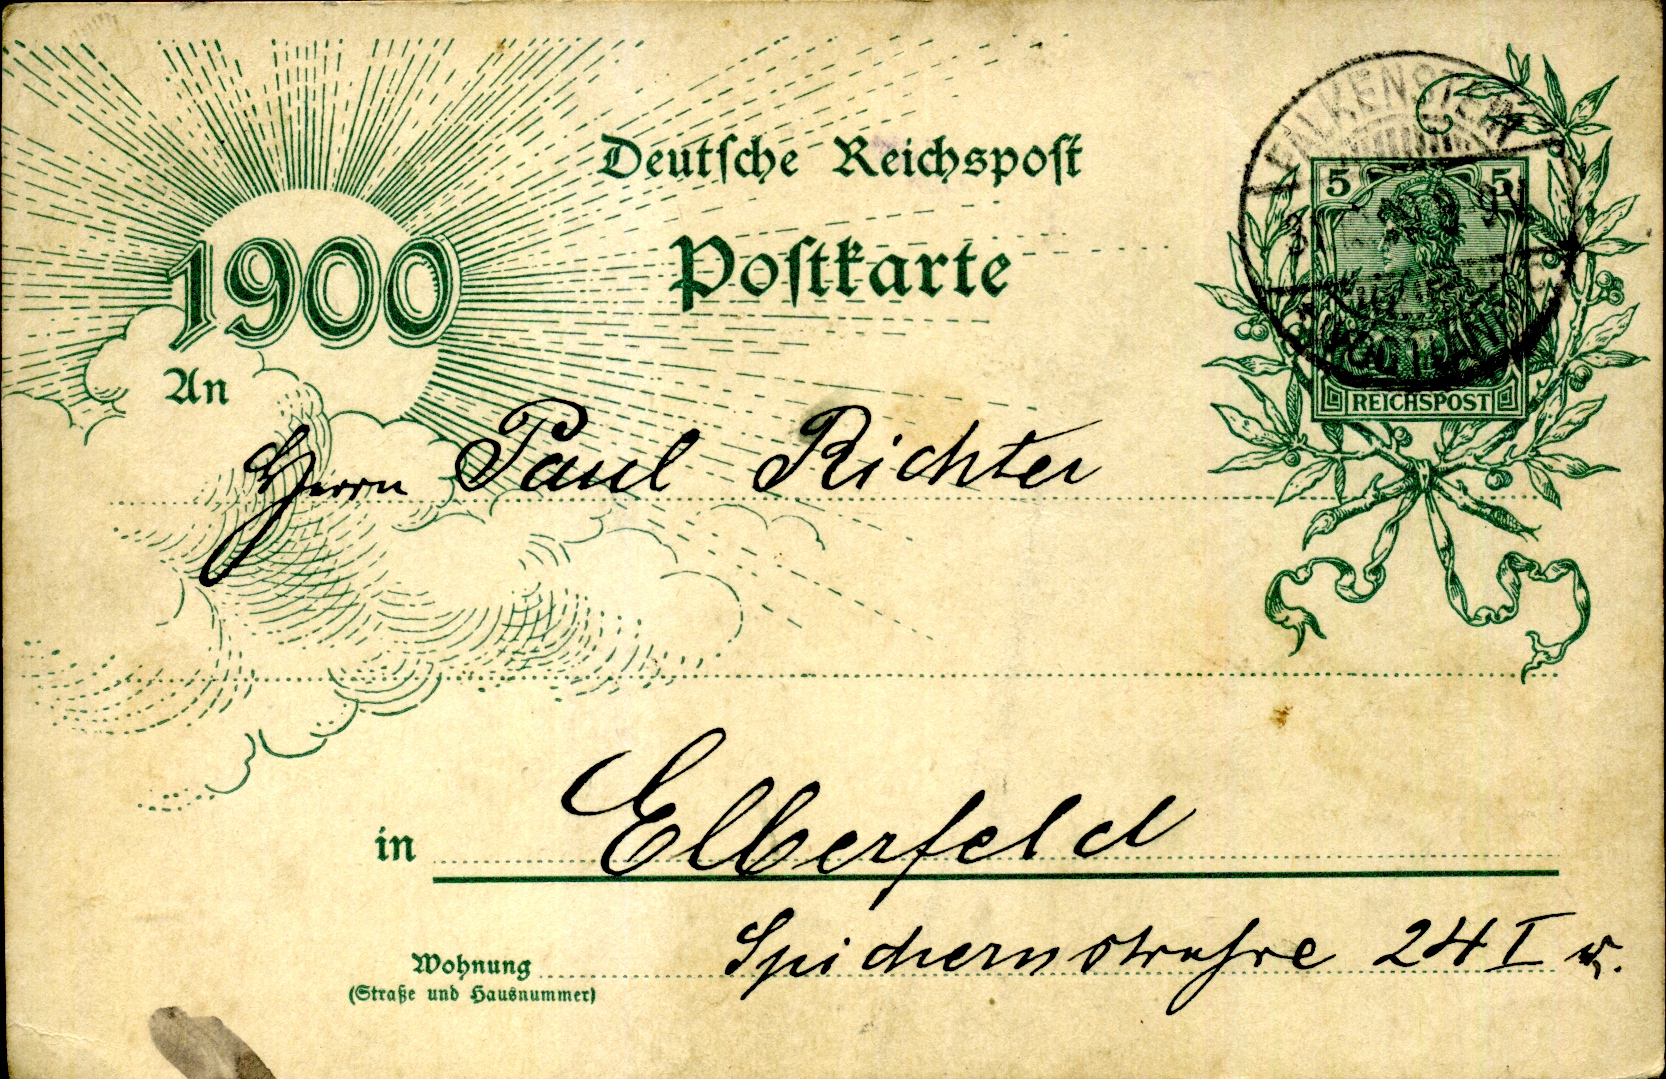 Deutsche Reichspost
Postkarte
1900
5 5
REICHSPOST
FALKENSTEIN
An
Herrn Paul Richter
in Elberfeld
Wohnung
(Straße und Hausnummer)
Spichernstrasse 24 I